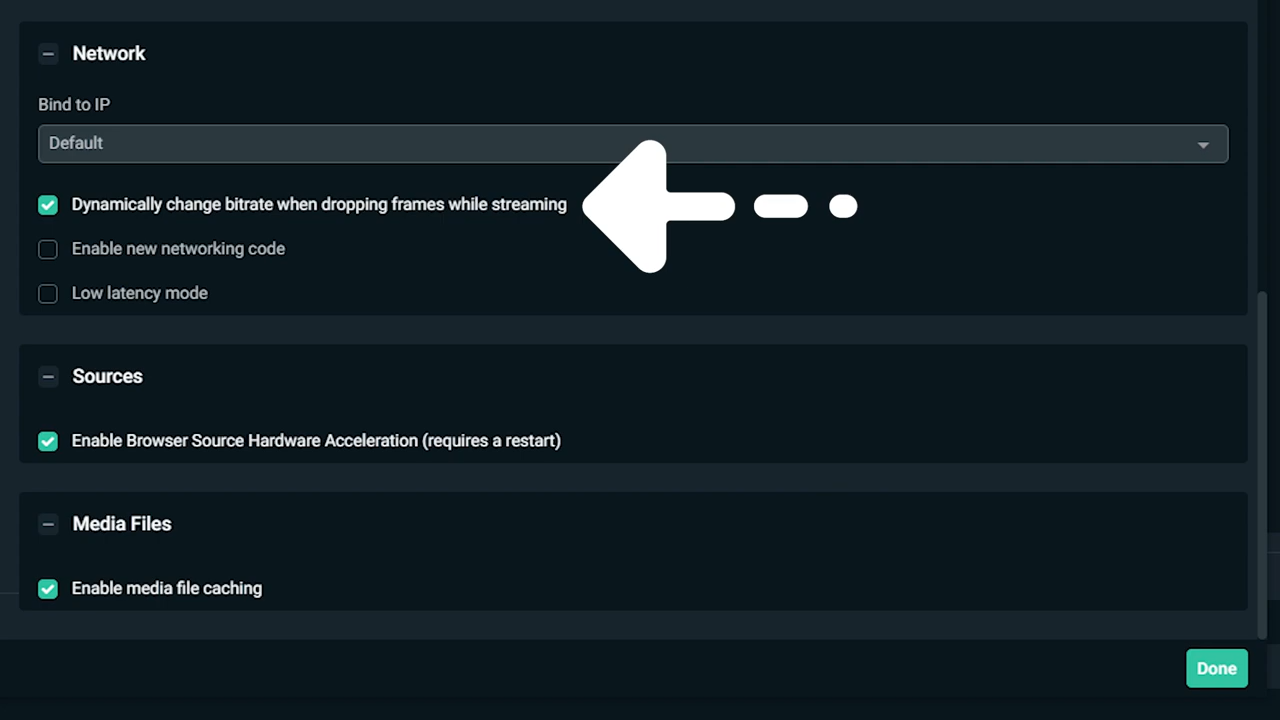 Network
Bind to IP
Default
Dynamically change bitrate when dropping frames while streaming
Enable new networking code
Low latency mode
Sources
Enable Browser Source Hardware Acceleration (requires a restart)
Media Files
Enable media file caching
Done